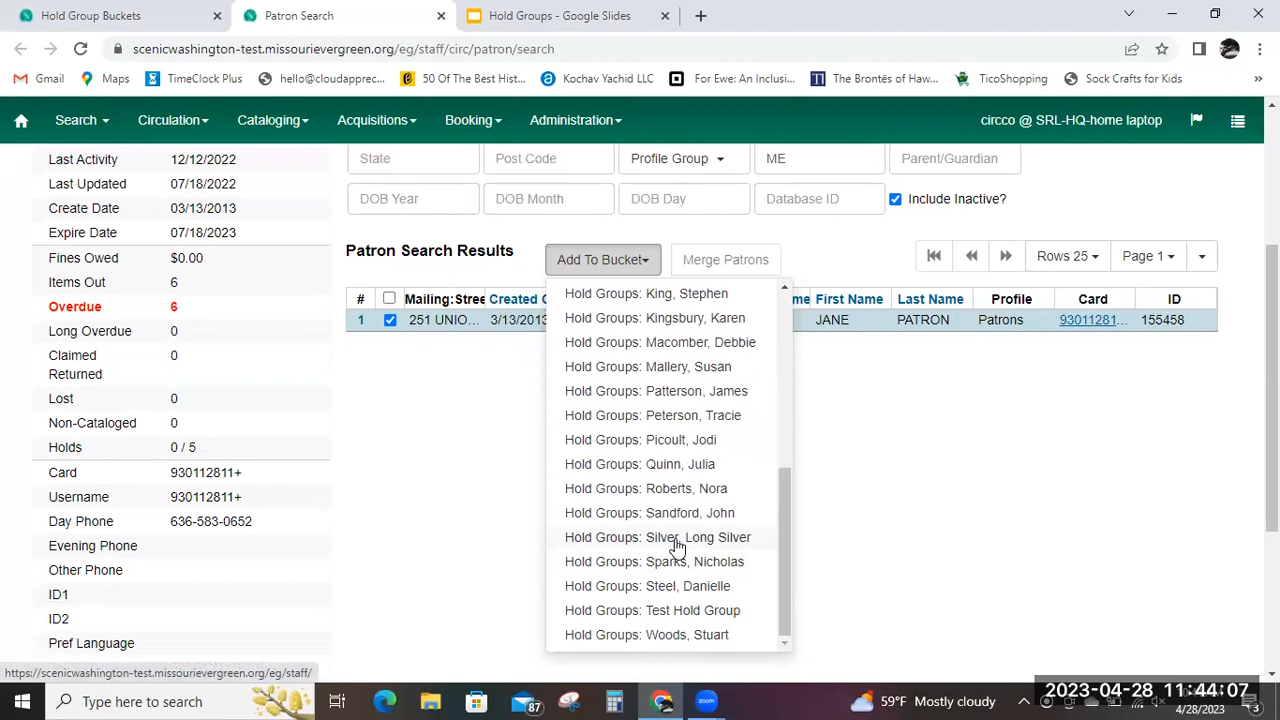 Hold Group Buckets
Patron Search
Hold Groups - Google Slides
scenicwashington-test.missourievergreen.org/eg/staff/circ/patron/search
Gmail
Maps
TimeClock Plus
hello@cloudapprec...
50 Of The Best Hist...
Kochav Yachid LLC
For Ewe: An Inclusi...
The Brontës of Haw...
TicoShopping
Sock Crafts for Kids
»
Search
Circulation
Cataloging
Acquisitions
Booking
Administration
circco @ SRL-HQ-home laptop
Last Activity 12/12/2022
Last Updated 07/18/2022
Create Date 03/13/2013
Expire Date 07/18/2023
Fines Owed $0.00
Items Out 6
Overdue 6
Long Overdue 0
Claimed Returned 0
Lost 0
Non-Cataloged 0
Holds 0 / 5
Card 930112811+
Username 930112811+
Day Phone 636-583-0652
Evening Phone
Other Phone
ID1
ID2
Pref Language
State
Post Code
Profile Group
ME
Parent/Guardian
DOB Year
DOB Month
DOB Day
Database ID
Include Inactive?
Patron Search Results
Add To Bucket
Merge Patrons
Rows 25
Page 1
# Mailing:Stree Created me First Name Last Name Profile Card ID
1 251 UNIO... 3/13/201 JANE PATRON Patrons 93011281... 155458
Hold Groups: King, Stephen
Hold Groups: Kingsbury, Karen
Hold Groups: Macomber, Debbie
Hold Groups: Mallery, Susan
Hold Groups: Patterson, James
Hold Groups: Peterson, Tracie
Hold Groups: Picoult, Jodi
Hold Groups: Quinn, Julia
Hold Groups: Roberts, Nora
Hold Groups: Sandford, John
Hold Groups: Silver, Long Silver
Hold Groups: Sparks, Nicholas
Hold Groups: Steel, Danielle
Hold Groups: Test Hold Group
Hold Groups: Woods, Stuart
https://scenicwashington-test.missourievergreen.org/eg/staff/
Type here to search
87
zoom
59°F Mostly cloudy
2023-04-28 11:44:07
4/28/2023
3